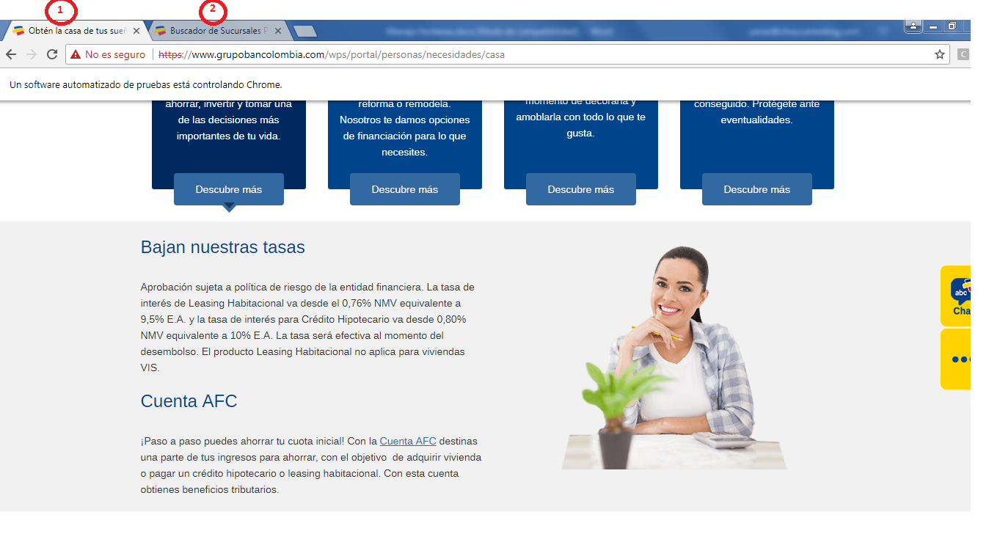 1
2
Obtén la casa de tus sueñ
Buscador de Sucursales P
No es seguro
https://www.grupobancolombia.com/wps/portal/personas/necesidades/casa
C
Un software automatizado de pruebas está controlando Chrome.
ahorrar, invertir y tomar una
de las decisiones más
importantes de tu vida.
Descubre más
reforma o remodela.
Nosotros te damos opciones
de financiación para lo que
necesites.
Descubre más
momento de decorarla y
amoblarla con todo lo que te
gusta.
Descubre más
conseguido. Protégete ante
eventualidades.
Descubre más
Bajan nuestras tasas
Aprobación sujeta a política de riesgo de la entidad financiera. La tasa de
interés de Leasing Habitacional va desde el 0,76% NMV equivalente a
9,5% E.A. y la tasa de interés para Crédito Hipotecario va desde 0,80%
NMV equivalente a 10% E.A. La tasa será efectiva al momento del
desembolso. El producto Leasing Habitacional no aplica para viviendas
VIS.
Cuenta AFC
¡Paso a paso puedes ahorrar tu cuota inicial! Con la Cuenta AFC destinas
una parte de tus ingresos para ahorrar, con el objetivo  de adquirir vivienda
o pagar un crédito hipotecario o leasing habitacional. Con esta cuenta
obtienes beneficios tributarios.
abc
Cha